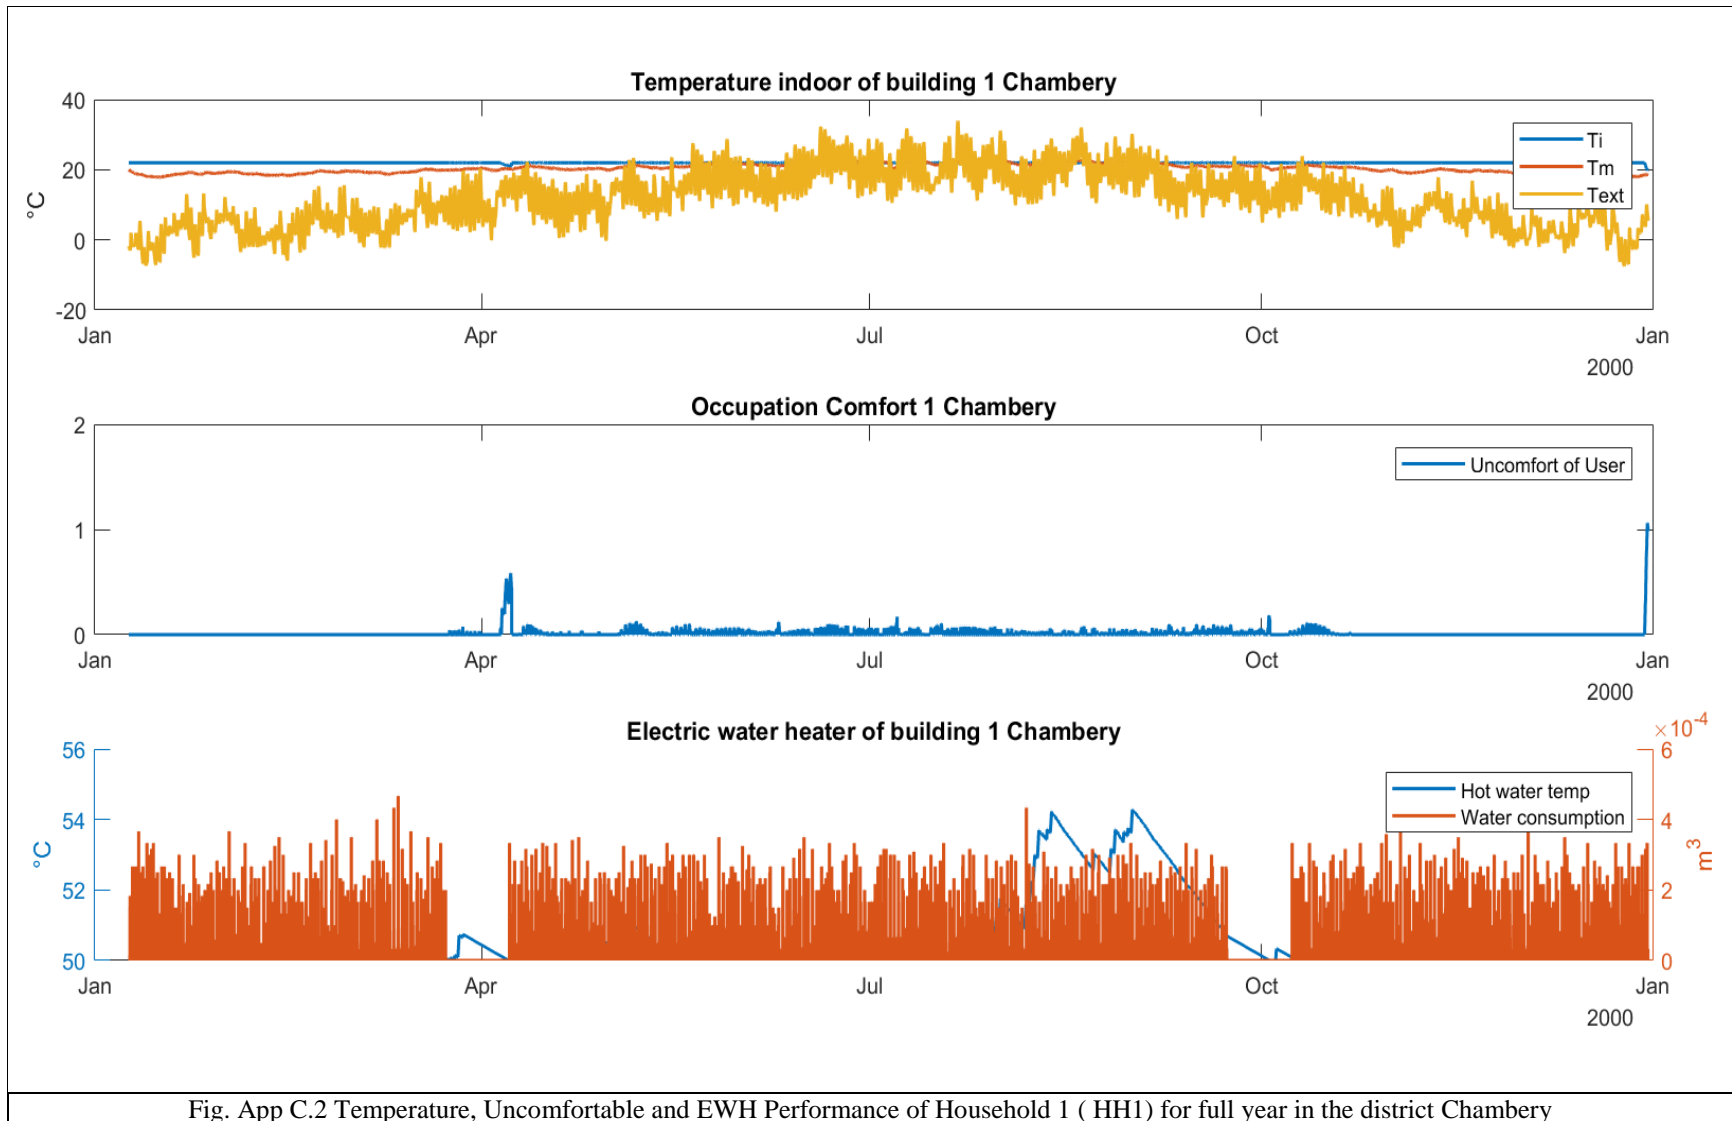 Temperature indoor of building 1 Chambery
40
20
0
-20
°C
Ti
Tm
Text
Jan Apr Jul Oct Jan
2000
Occupation Comfort 1 Chambery
2
1
0
Uncomfort of User
Jan Apr Jul Oct Jan
2000
Electric water heater of building 1 Chambery
×10-4
56
54
52
50
°C
6
4
2
0
m3
Hot water temp
Water consumption
Jan Apr Jul Oct Jan
2000
Fig. App C.2 Temperature, Uncomfortable and EWH Performance of Household 1 ( HH1) for full year in the district Chambery